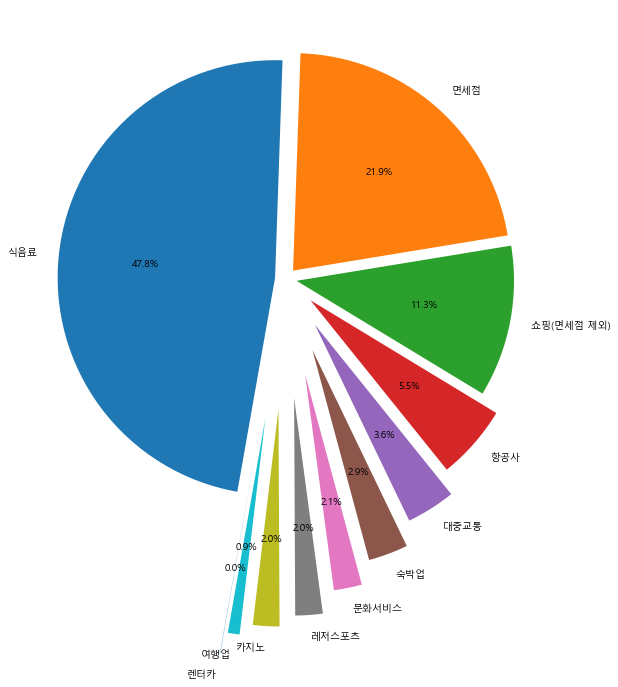 면세점
21.9%
식음료
47.8%
11.3%
쇼핑(면세점 제외)
5.5%
항공사
3.6%
대중교통
2.9%
숙박업
2.1%
문화서비스
2.0%
레저스포츠
2.0%
카지노
0.9%
여행업
0.0%
렌터카